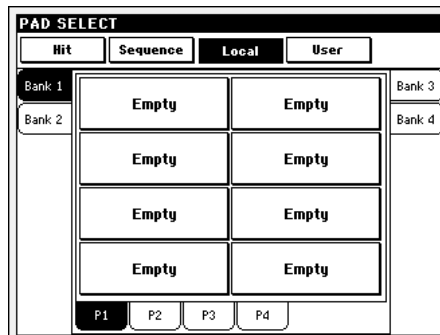 PAD SELECT
Hit Sequence Local User
Bank 1 Empty Empty Bank 3
Bank 2 Empty Empty Bank 4
Empty Empty
Empty Empty
P1 P2 P3 P4